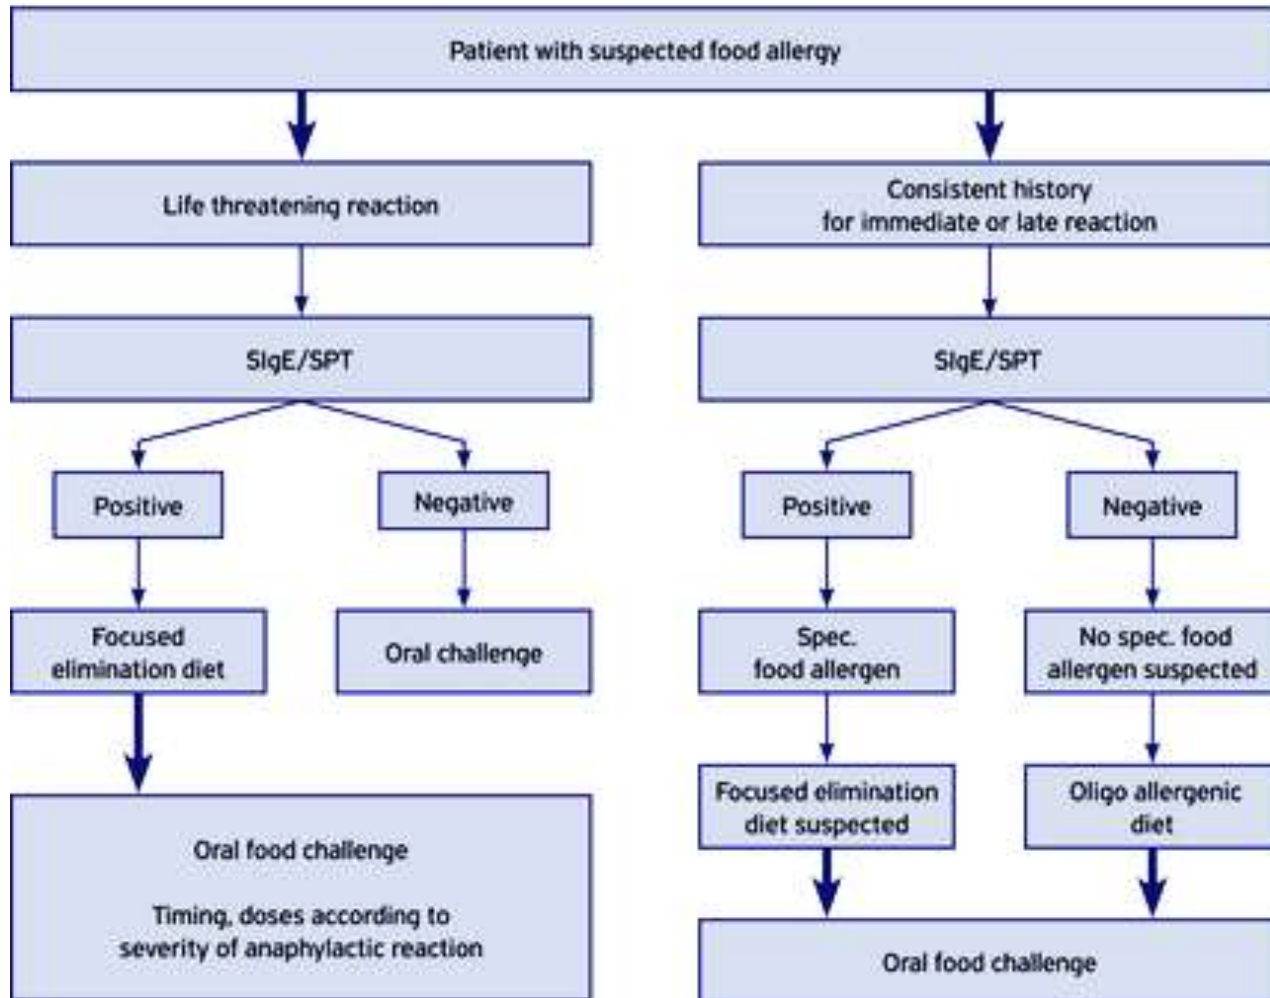 Patient with suspected food allergy
Life threatening reaction
Consistent history
for immediate or late reaction
SIgE/SPT
SIgE/SPT
Positive
Negative
Positive
Negative
Focused
elimination diet
Oral challenge
Spec.
food allergen
No spec. food
allergen suspected
Focused elimination
diet suspected
Oligo allergenic
diet
Oral food challenge
Timing, doses according to
severity of anaphylactic reaction
Oral food challenge